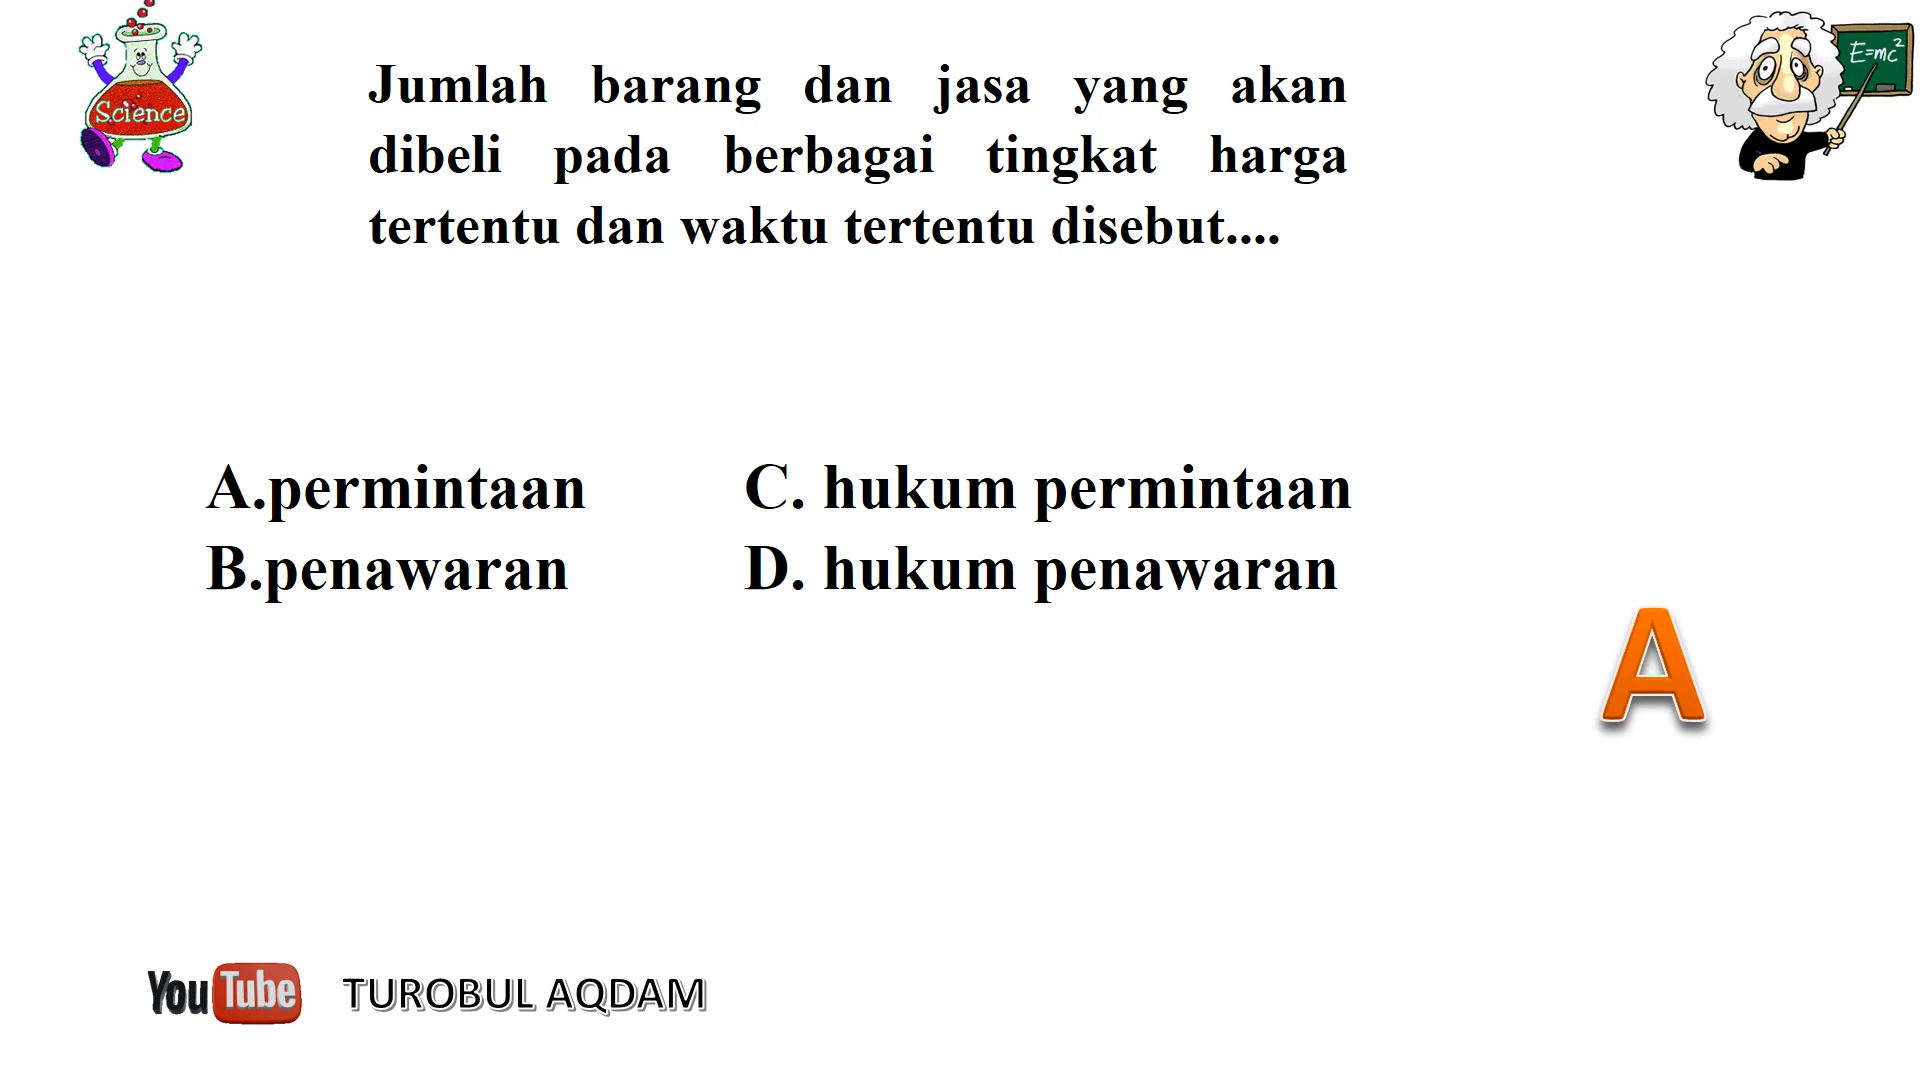 Science
E=mc²
Jumlah barang dan jasa yang akan
dibeli pada berbagai tingkat harga
tertentu dan waktu tertentu disebut....
A.permintaan
B.penawaran
C. hukum permintaan
D. hukum penawaran
A
YouTube TUROBUL AQDAM